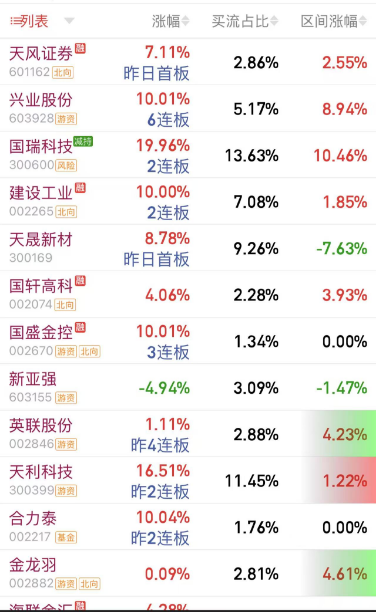 列表 涨幅 买流占比 区间涨幅
天风证券 融 7.11% 2.86% 2.55%
601162 北向 昨日首板
兴业股份 10.01% 5.17% 8.94%
603928 游资 6连板
国瑞科技 减持 19.96% 13.63% 10.46%
300600 风险 2连板
建设工业 融 10.00% 7.08% 1.85%
002265 北向 2连板
天晟新材 8.78% 9.26% -7.63%
300169 昨日首板
国轩高科 融 4.06% 2.28% 3.93%
002074 北向
国盛金控 融 10.01% 1.34% 0.00%
002670 游资 北向 3连板
新亚强 -4.94% 3.09% -1.47%
603155 游资
英联股份 融 1.11% 2.88% 4.23%
002846 游资 昨4连板
天利科技 16.51% 11.45% 1.22%
300399 游资 昨2连板
合力泰 10.04% 1.76% 0.00%
002217 基金 昨2连板
金龙羽 0.09% 2.81% 4.61%
002882 游资 北向
海联金汇 融 4.28%